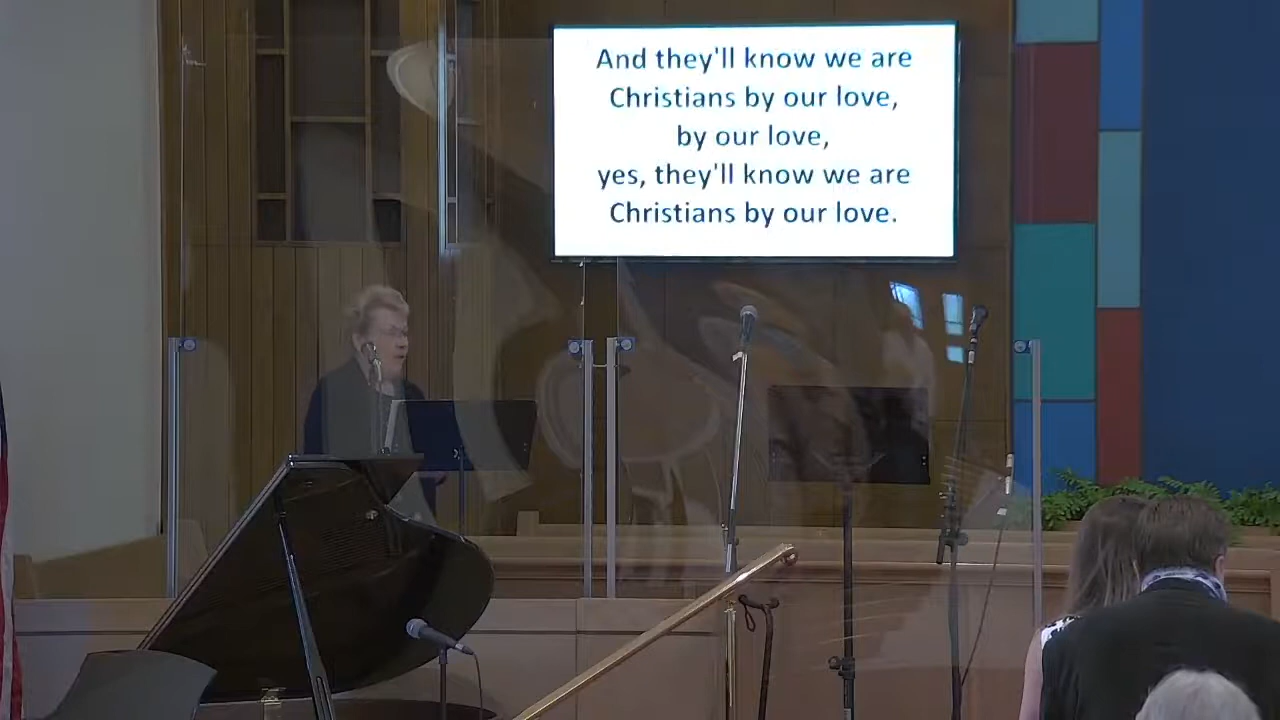 And they'll know we are
Christians by our love,
by our love,
yes, they'll know we are
Christians by our love.